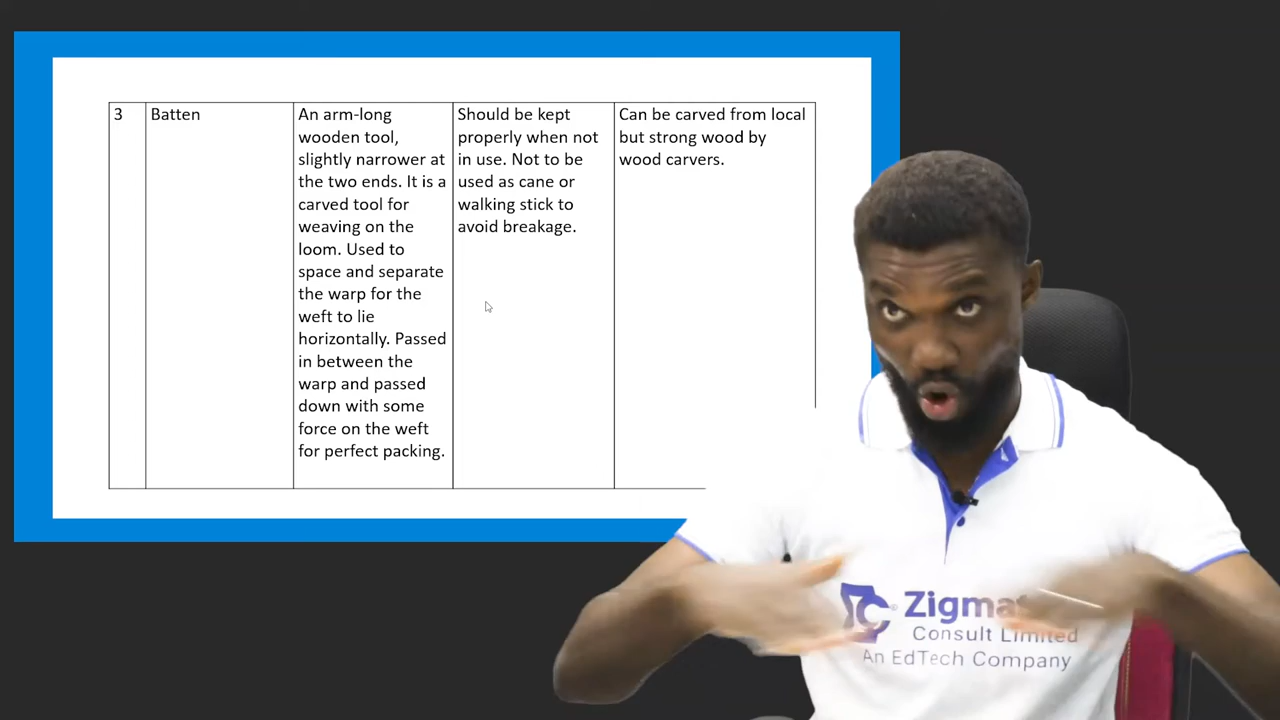 3
Batten
An arm-long
wooden tool,
slightly narrower at
the two ends. It is a
carved tool for
weaving on the
loom. Used to
space and separate
the warp for the
weft to lie
horizontally. Passed
in between the
warp and passed
down with some
force on the weft
for perfect packing.
Should be kept
properly when not
in use. Not to be
used as cane or
walking stick to
avoid breakage.
Can be carved from local
but strong wood by
wood carvers.
Consult Limited
An EdTech Company